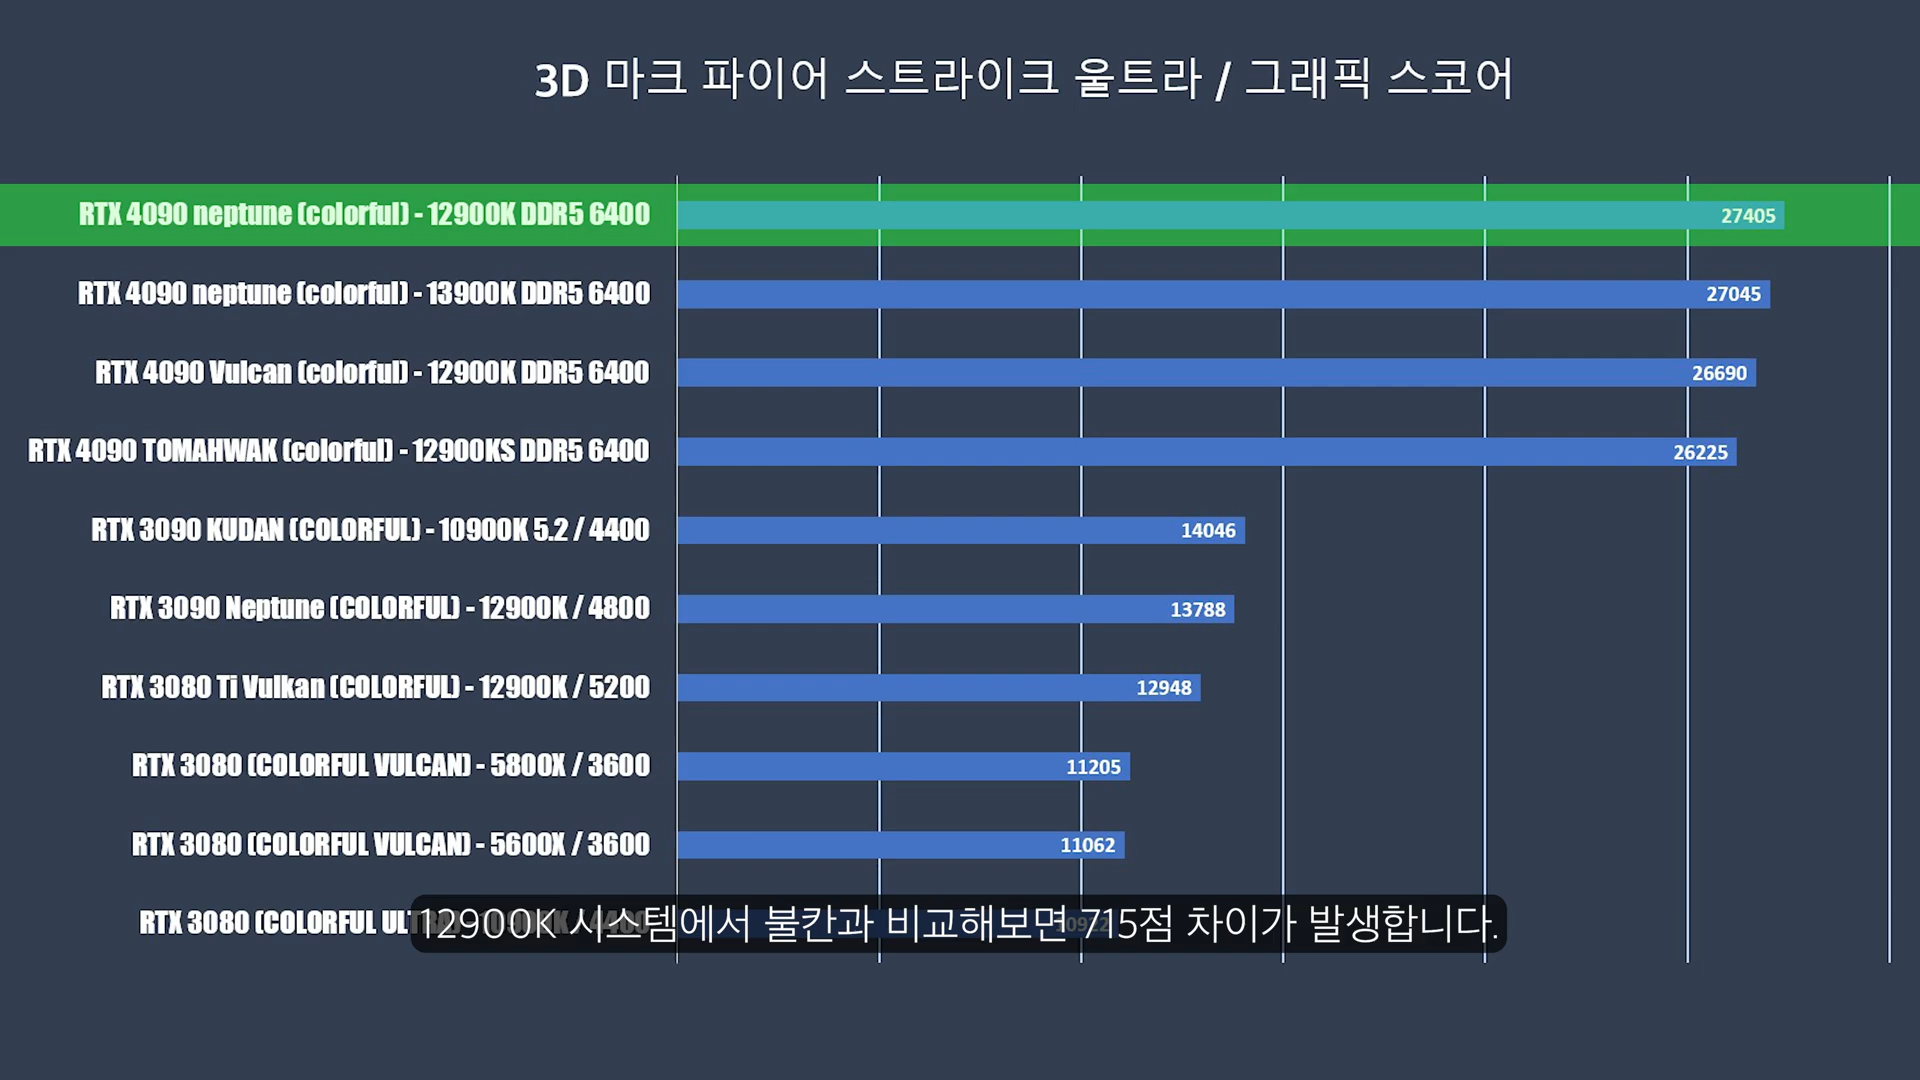 3D 마크 파이어 스트라이크 울트라 / 그래픽 스코어
RTX 4090 neptune (colorful) - 12900K DDR5 6400 27405
RTX 4090 neptune (colorful) - 13900K DDR5 6400 27045
RTX 4090 Vulcan (colorful) - 12900K DDR5 6400 26690
RTX 4090 TOMAHWAK (colorful) - 12900KS DDR5 6400 26225
RTX 3090 KUDAN (COLORFUL) - 10900K 5.2 / 4400 14046
RTX 3090 Neptune (COLORFUL) - 12900K / 4800 13788
RTX 3080 Ti Vulkan (COLORFUL) - 12900K / 5200 12948
RTX 3080 (COLORFUL VULCAN) - 5800X / 3600 11205
RTX 3080 (COLORFUL VULCAN) - 5600X / 3600 11062
RTX 3080 (COLORFUL
12900K 시스템에서 불칸과 비교해보면 715점 차이가 발생합니다.